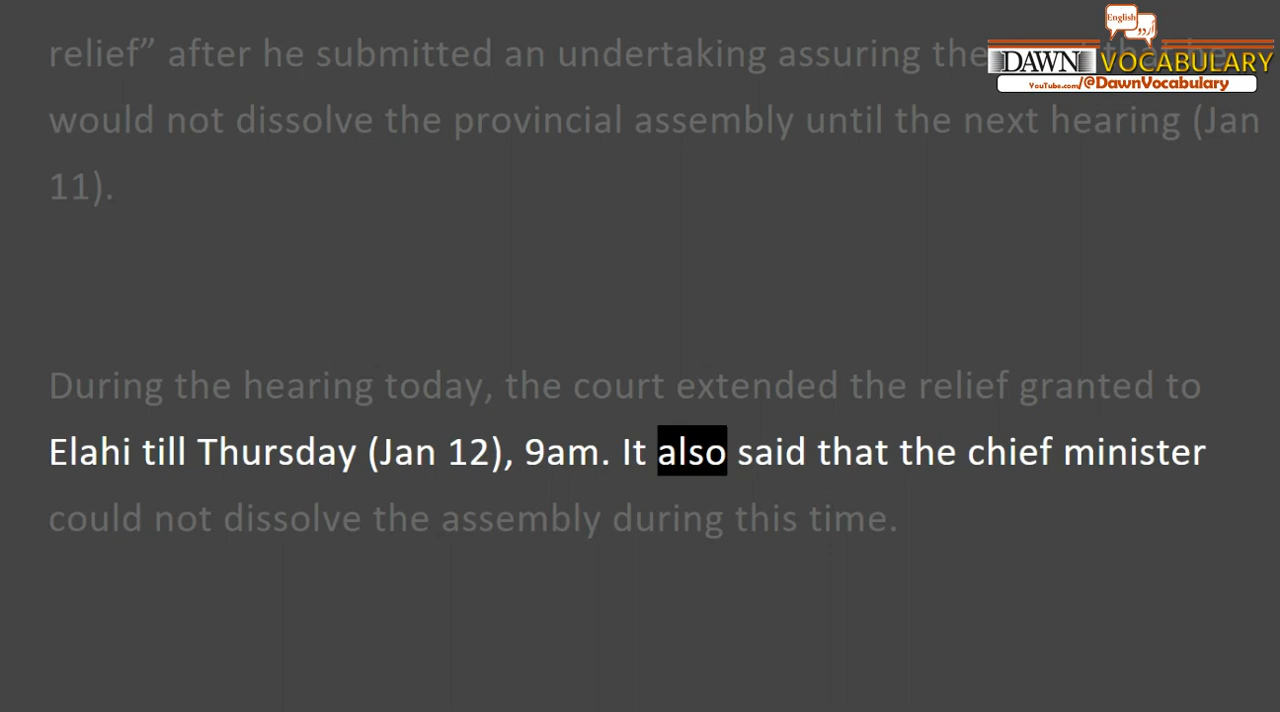 English
اردو
DAWN VOCABULARY
YouTube.com/@DawnVocabulary
relief” after he submitted an undertaking assuring the that he
would not dissolve the provincial assembly until the next hearing (Jan
11).
During the hearing today, the court extended the relief granted to
Elahi till Thursday (Jan 12), 9am. It also said that the chief minister
could not dissolve the assembly during this time.